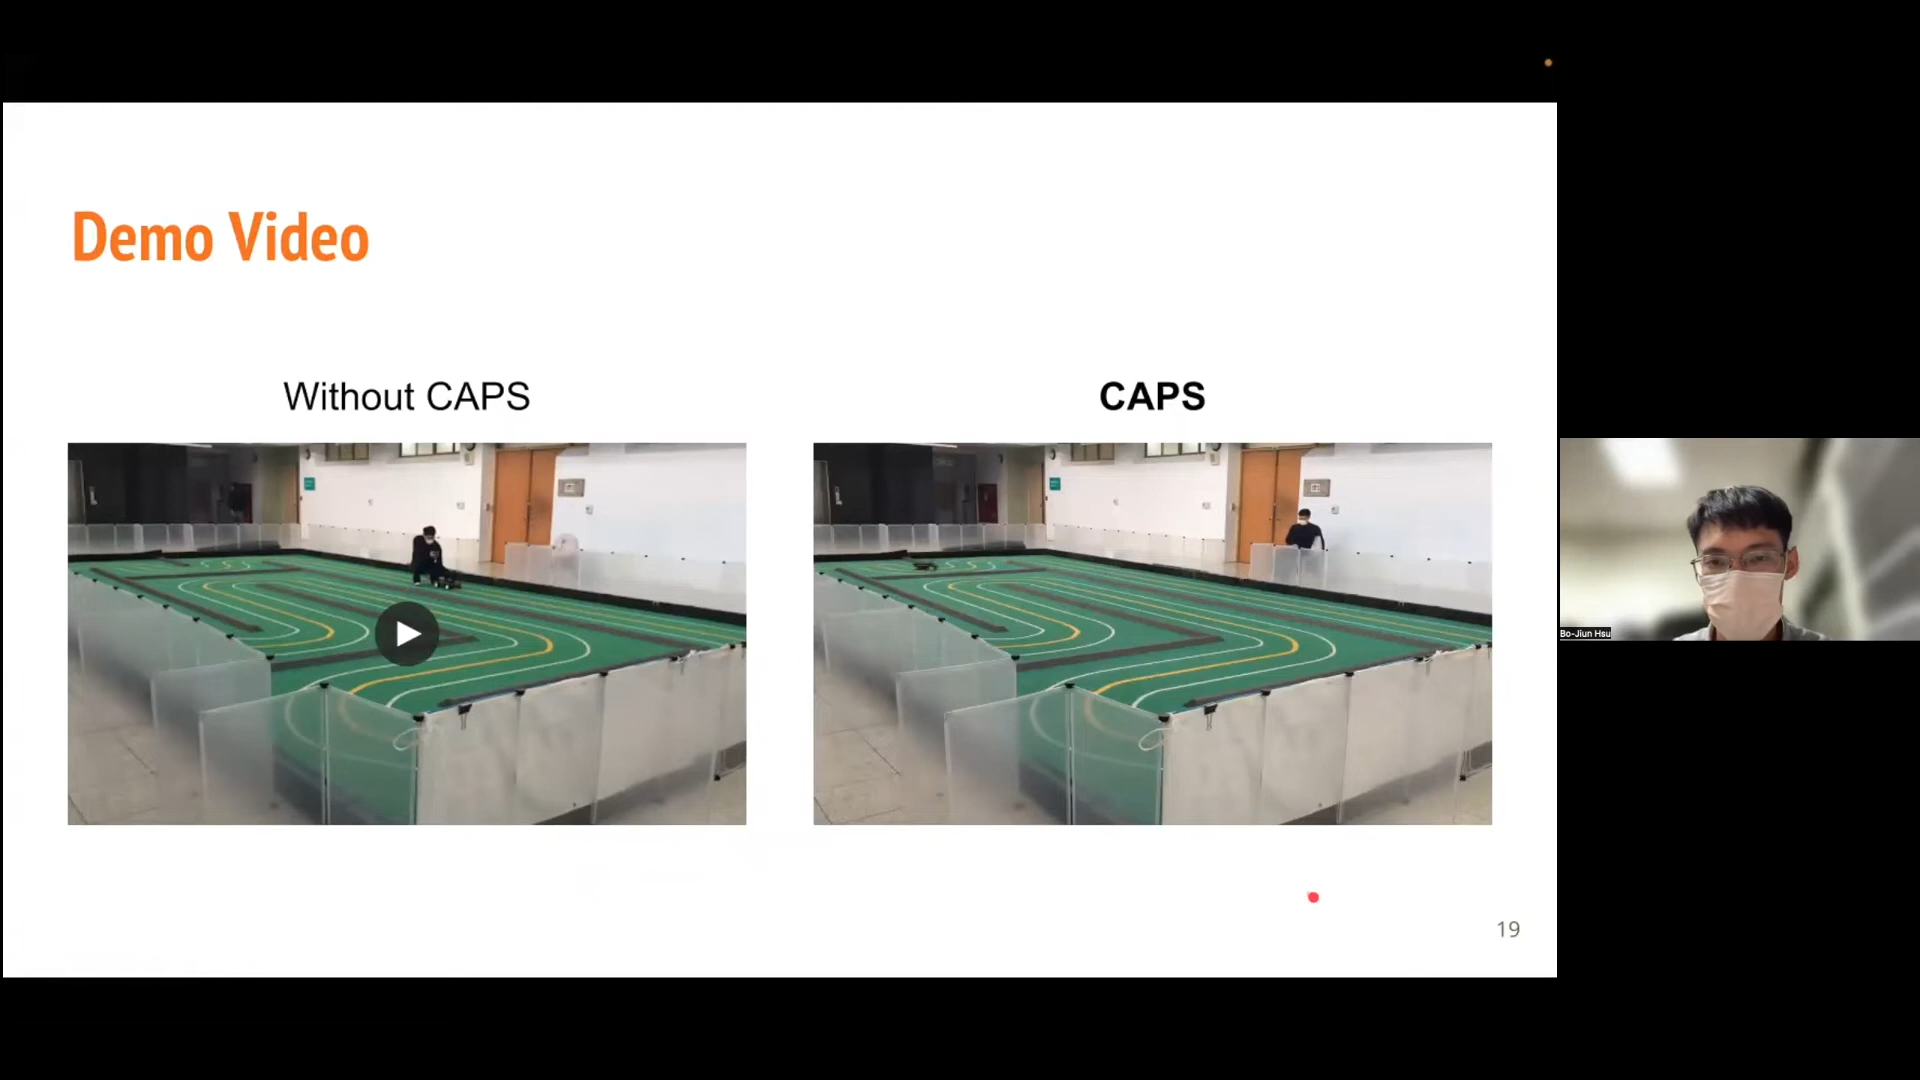 Demo Video
Without CAPS
CAPS
Bo-Jiun Hsu
19